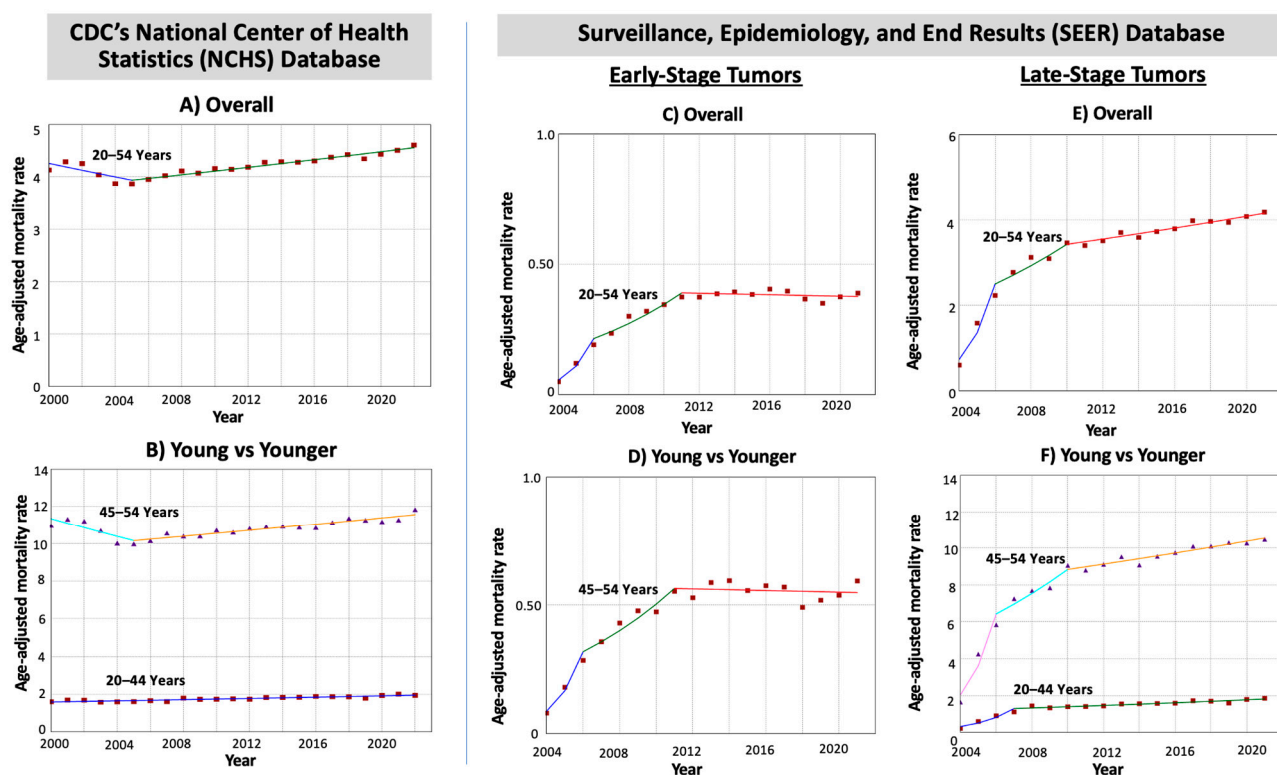 CDC's National Center of Health
Statistics (NCHS) Database
A) Overall
5
4
3
4
2
4
1
0
20–54 Years
Age-adjusted mortality rate
2000
2004
2008
2012
2016
2020
Year
B) Young vs Younger
14
12
10
8
6
4
2
0
45–54 Years
20–44 Years
Age-adjusted mortality rate
2000
2004
2008
2012
2016
2020
Year
Surveillance, Epidemiology, and End Results (SEER) Database
Early-Stage Tumors
C) Overall
1.0
0.50
0
20–54 Years
Age-adjusted mortality rate
2004
2008
2012
2016
2020
Year
D) Young vs Younger
1.0
0.50
0
45–54 Years
Age-adjusted mortality rate
2004
2008
2012
2016
2020
Year
Late-Stage Tumors
E) Overall
6
4
2
0
20–54 Years
Age-adjusted mortality rate
2004
2008
2012
2016
2020
Year
F) Young vs Younger
14
12
10
8
6
4
2
0
45–54 Years
20–44 Years
Age-adjusted mortality rate
2004
2008
2012
2016
2020
Year